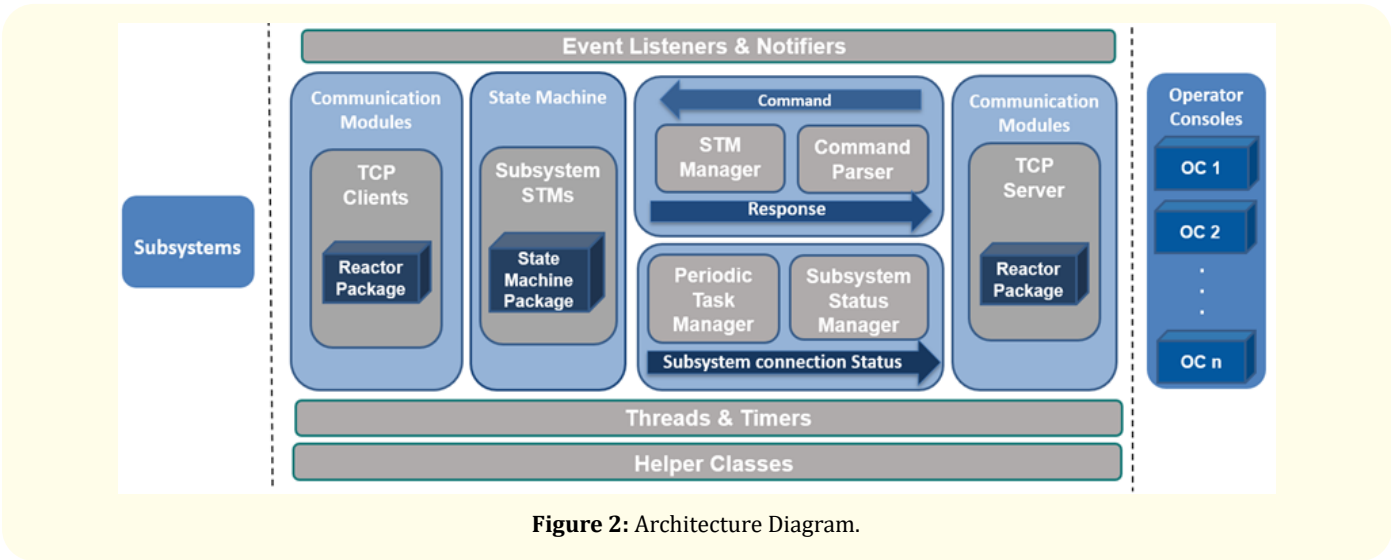 Event Listeners & Notifiers
Subsystems
Communication
Modules
TCP
Clients
Reactor
Package
State Machine
Subsystem
STMs
State
Machine
Package
Command
STM
Manager
Command
Parser
Response
Periodic
Task
Manager
Subsystem
Status
Manager
Subsystem connection Status
Communication
Modules
TCP
Server
Reactor
Package
Operator
Consoles
OC 1
OC 2
.
.
.
OC n
Threads & Timers
Helper Classes
Figure 2: Architecture Diagram.